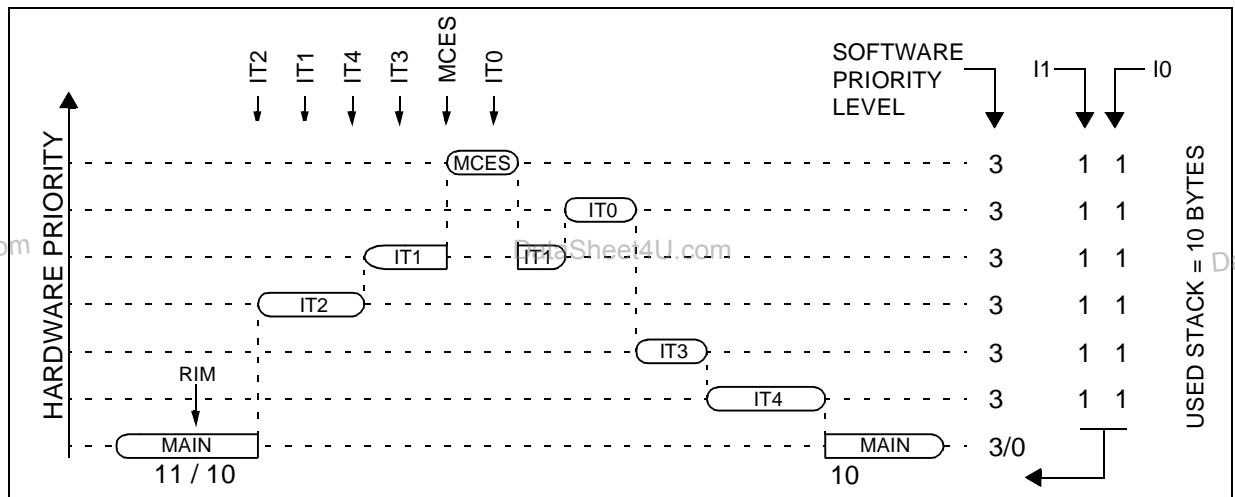 IT2
IT1
IT4
IT3
MCES
IT0
SOFTWARE
PRIORITY
LEVEL
I1
I0
HARDWARE PRIORITY
MCES
3
1 1
IT0
3
1 1
om
IT1
DataSheet4U.com
IT1
3
1 1
D
IT2
3
1 1
IT3
3
1 1
RIM
IT4
3
1 1
MAIN
MAIN
3/0
11 / 10
10
USED STACK = 10 BYTES